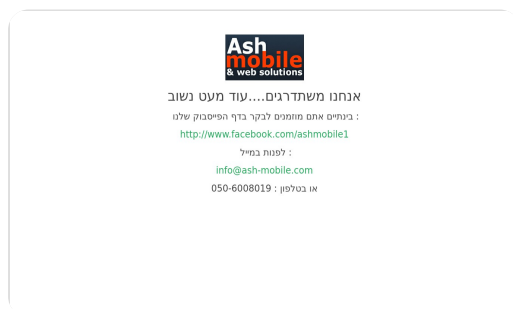 Ash
mobile
& web solutions
אנחנו משתדרגים....עוד מעט נשוב
בינתיים אתם מוזמנים לבקר בדף הפייסבוק שלנו :
http://www.facebook.com/ashmobile1
לפנות במייל :
info@ash-mobile.com
או בטלפון : 050-6008019